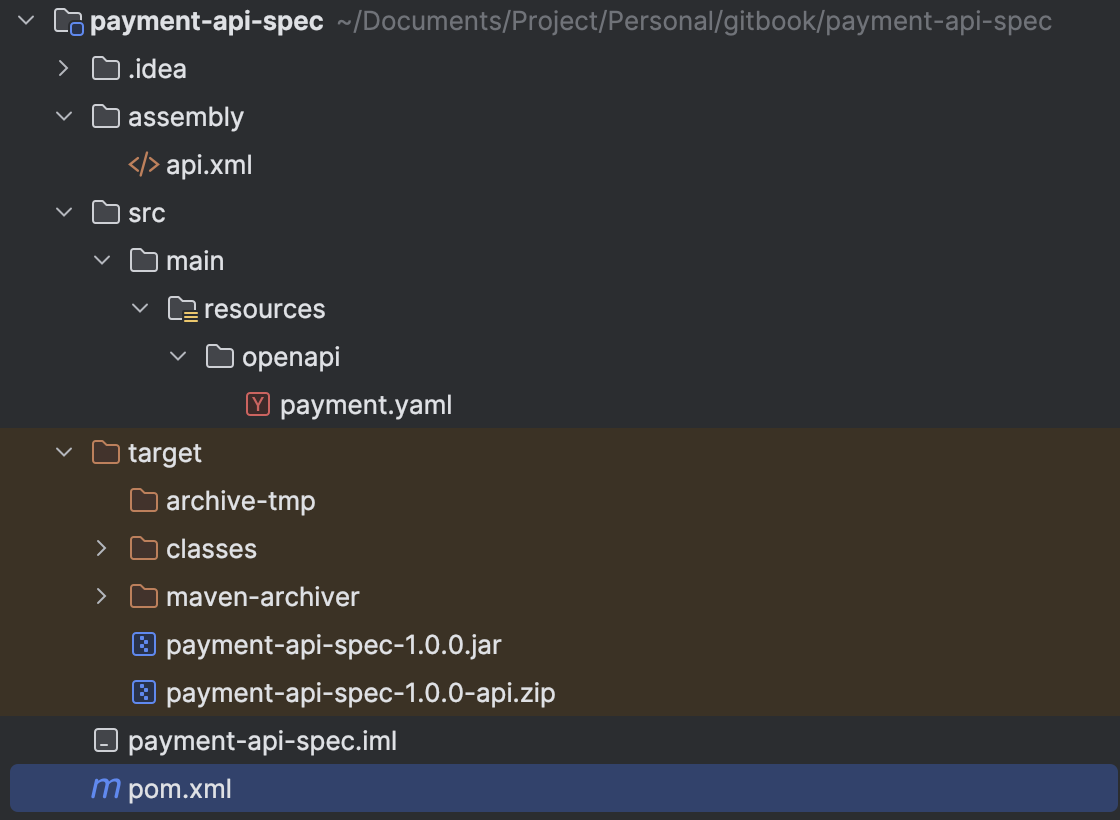 payment-api-spec ~/Documents/Project/Personal/gitbook/payment-api-spec
.idea
assembly
</> api.xml
src
main
resources
openapi
Y payment.yaml
target
archive-tmp
classes
maven-archiver
payment-api-spec-1.0.0.jar
payment-api-spec-1.0.0-api.zip
payment-api-spec.iml
m pom.xml